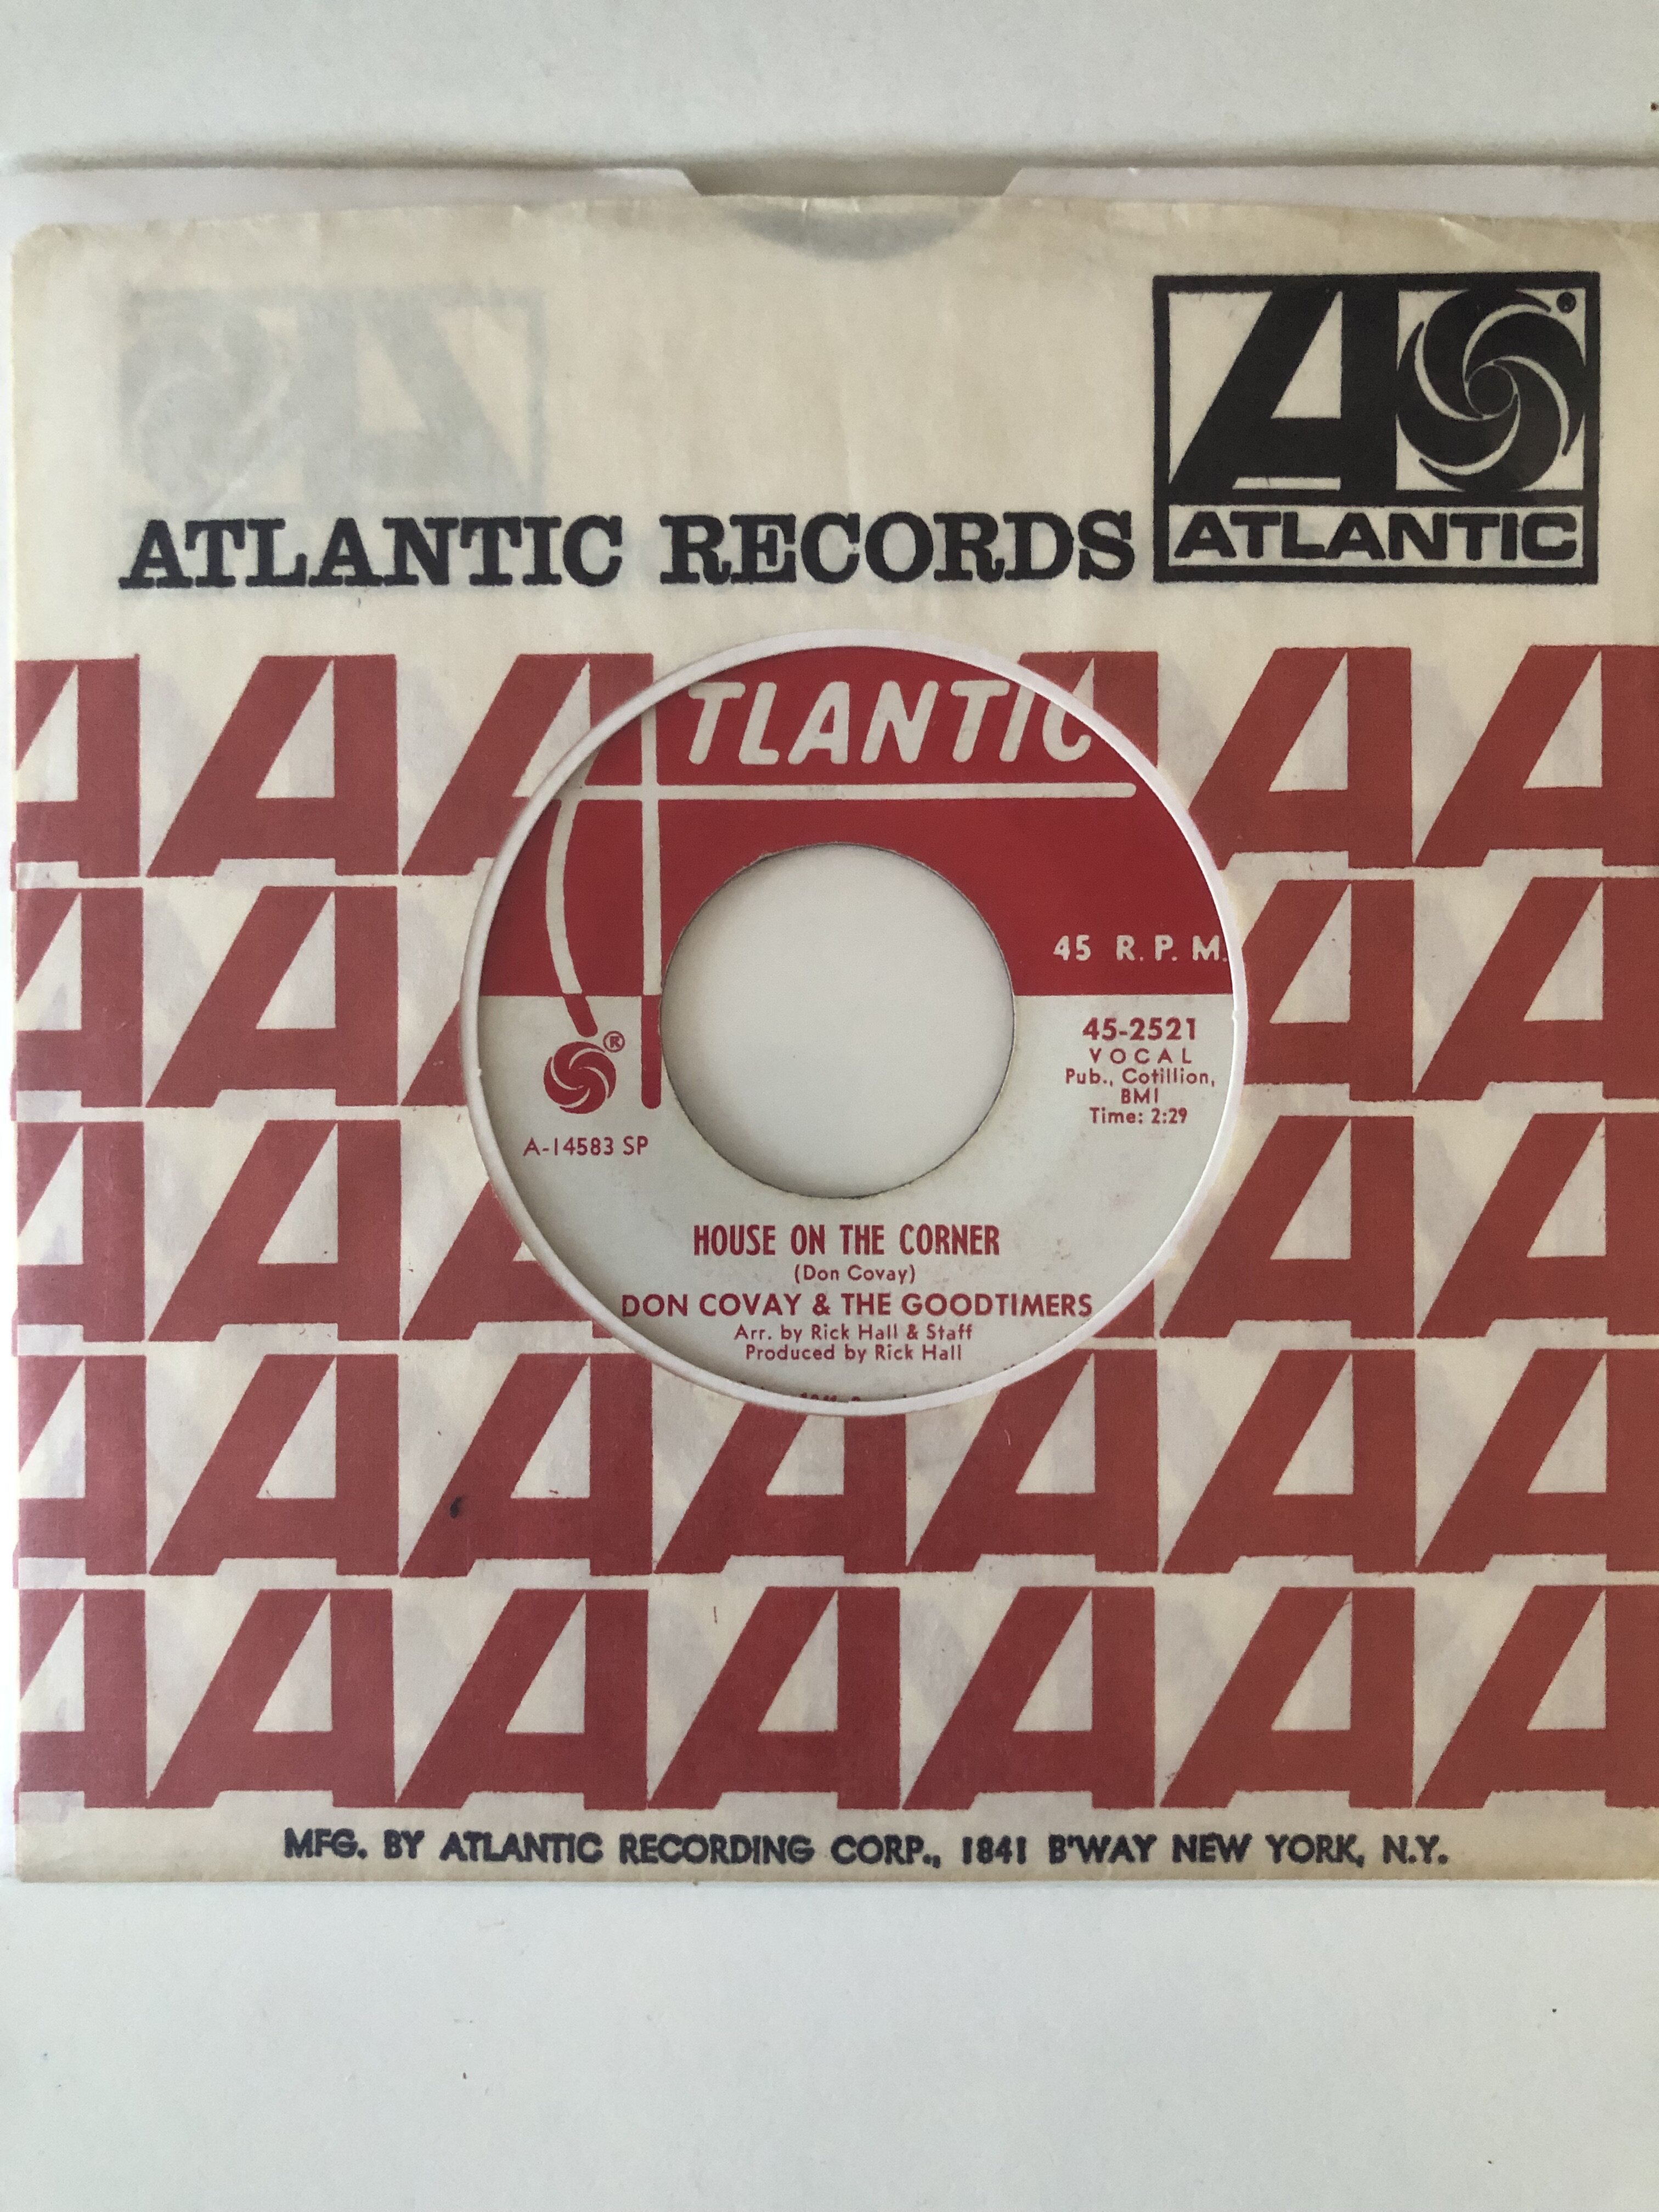 ATLANTIC RECORDS
A
ATLANTIC
TLANTIC
45 R.P.M.
45-2521
VOCAL
Pub., Cotillion,
BMI
Time: 2:29
A-14583 SP
HOUSE ON THE CORNER
(Don Covay)
DON COVAY & THE GOODTIMERS
Arr. by Rick Hall & Staff
Produced by Rick Hall
MFG. BY ATLANTIC RECORDING CORP., 1841 B'WAY NEW YORK, N.Y.